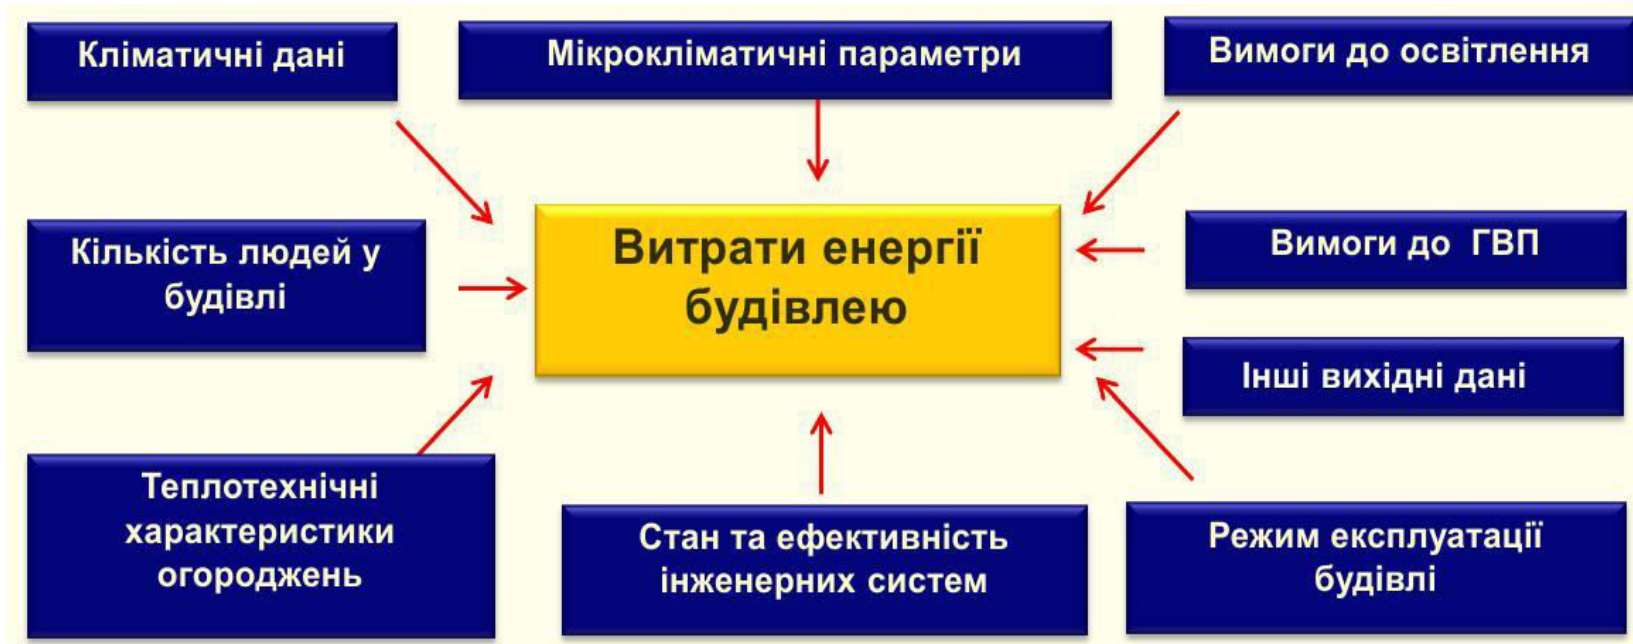 Кліматичні дані
Мікрокліматичні параметри
Вимоги до освітлення
Кількість людей у
будівлі
Витрати енергії
будівлею
Вимоги до ГВП
Інші вихідні дані
Теплотехнічні
характеристики
огороджень
Стан та ефективність
інженерних систем
Режим експлуатації
будівлі